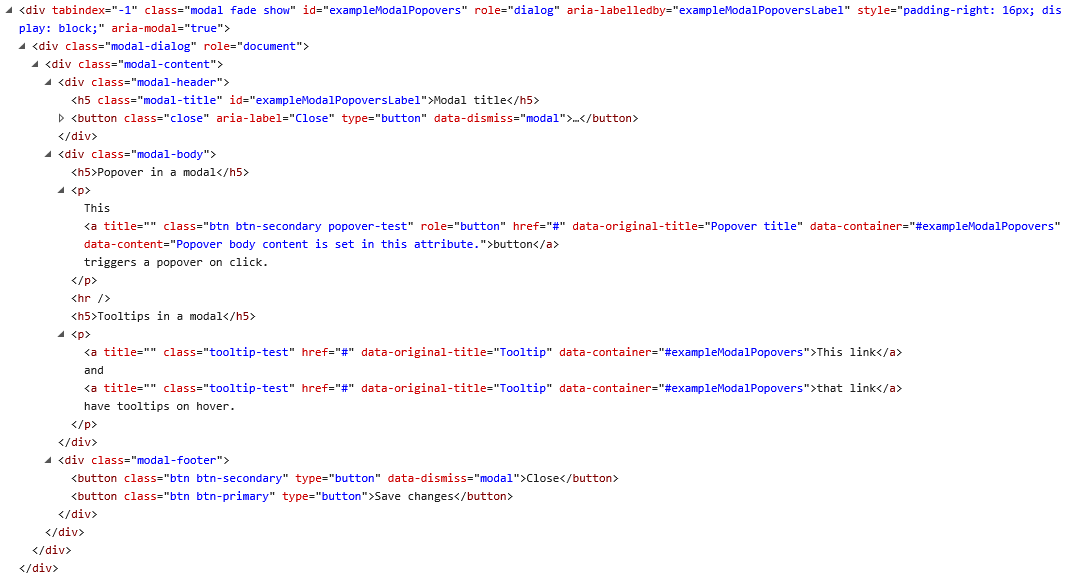 <div tabindex="-1" class="modal fade show" id="exampleModalPopovers" role="dialog" aria-labelledby="exampleModalPopoversLabel" style="padding-right: 16px; dis
play: block;" aria-modal="true">
<div class="modal-dialog" role="document">
<div class="modal-content">
<div class="modal-header">
<h5 class="modal-title" id="exampleModalPopoversLabel">Modal title</h5>
<button class="close" aria-label="Close" type="button" data-dismiss="modal">…</button>
</div>
<div class="modal-body">
<h5>Popover in a modal</h5>
<p>
This
<a title="" class="btn btn-secondary popover-test" role="button" href="#" data-original-title="Popover title" data-container="#exampleModalPopovers"
data-content="Popover body content is set in this attribute.">button</a>
triggers a popover on click.
</p>
<hr />
<h5>Tooltips in a modal</h5>
<p>
<a title="" class="tooltip-test" href="#" data-original-title="Tooltip" data-container="#exampleModalPopovers">This link</a>
and
<a title="" class="tooltip-test" href="#" data-original-title="Tooltip" data-container="#exampleModalPopovers">that link</a>
have tooltips on hover.
</p>
</div>
<div class="modal-footer">
<button class="btn btn-secondary" type="button" data-dismiss="modal">Close</button>
<button class="btn btn-primary" type="button">Save changes</button>
</div>
</div>
</div>
</div>